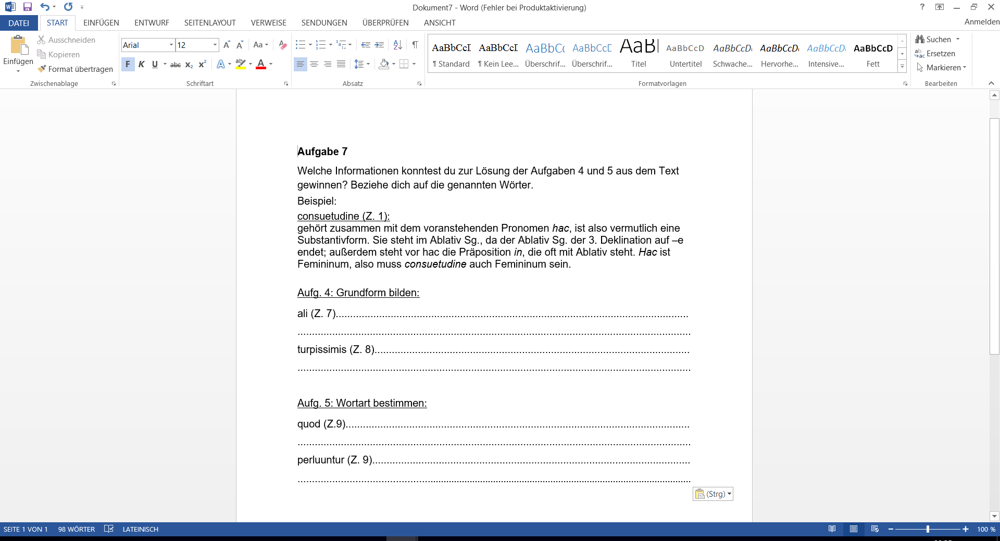 Dokument7 - Word (Fehler bei Produktaktivierung)
DATEI START EINFÜGEN ENTWURF SEITENLAYOUT VERWEISE SENDUNGEN ÜBERPRÜFEN ANSICHT Anmelden
Einfügen
Ausschneiden
Kopieren
Format übertragen
Zwischenablage
Arial 12
F K U abc x₂ x²
Schriftart
Absatz
AaBbCcI AaBbCcI AaBbCc AaBbCcD AaBl AaBbCcD AaBbCcDc AaBbCcDc AaBbCcDc AaBbCcD
¶ Standard ¶ Kein Lee... Überschrif... Überschrif... Titel Untertitel Schwache... Hervorhe... Intensive... Fett
Formatvorlagen
Suchen
Ersetzen
Markieren
Bearbeiten
Aufgabe 7
Welche Informationen konntest du zur Lösung der Aufgaben 4 und 5 aus dem Text
gewinnen? Beziehe dich auf die genannten Wörter.
Beispiel:
consuetudine (Z. 1):
gehört zusammen mit dem voranstehenden Pronomen hac, ist also vermutlich eine
Substantivform. Sie steht im Ablativ Sg., da der Ablativ Sg. der 3. Deklination auf –e
endet; außerdem steht vor hac die Präposition in, die oft mit Ablativ steht. Hac ist
Femininum, also muss consuetudine auch Femininum sein.
Aufg. 4: Grundform bilden:
ali (Z. 7)
turpissimis (Z. 8)
Aufg. 5: Wortart bestimmen:
quod (Z.9)
perluuntur (Z. 9)
(Strg)
SEITE 1 VON 1 98 WÖRTER LATEINISCH 100 %